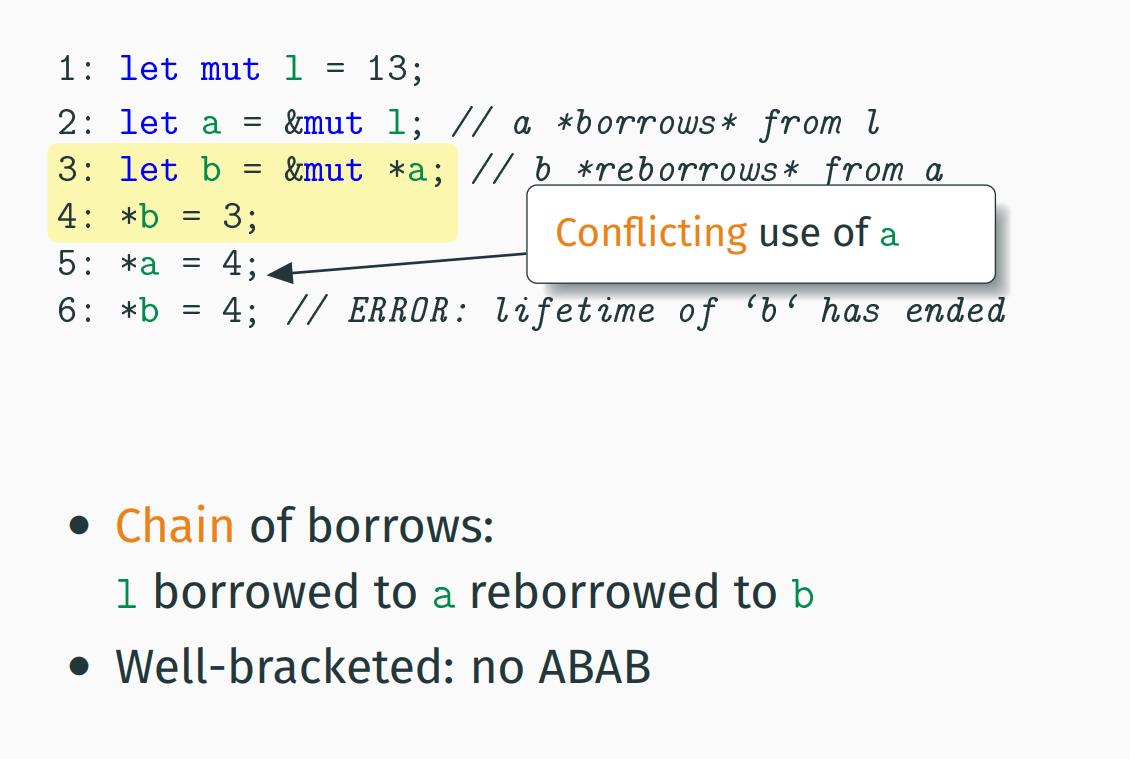 1: let mut l = 13;
2: let a = &mut l; // a *borrows* from l
3: let b = &mut *a; // b *reborrows* from a
4: *b = 3;
Conflicting use of a
5: *a = 4;
6: *b = 4; // ERROR: lifetime of ‘b‘ has ended
• Chain of borrows:
l borrowed to a reborrowed to b
• Well-bracketed: no ABAB